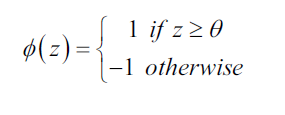 ϕ(z) = { 1 if z ≥ θ
−1 otherwise